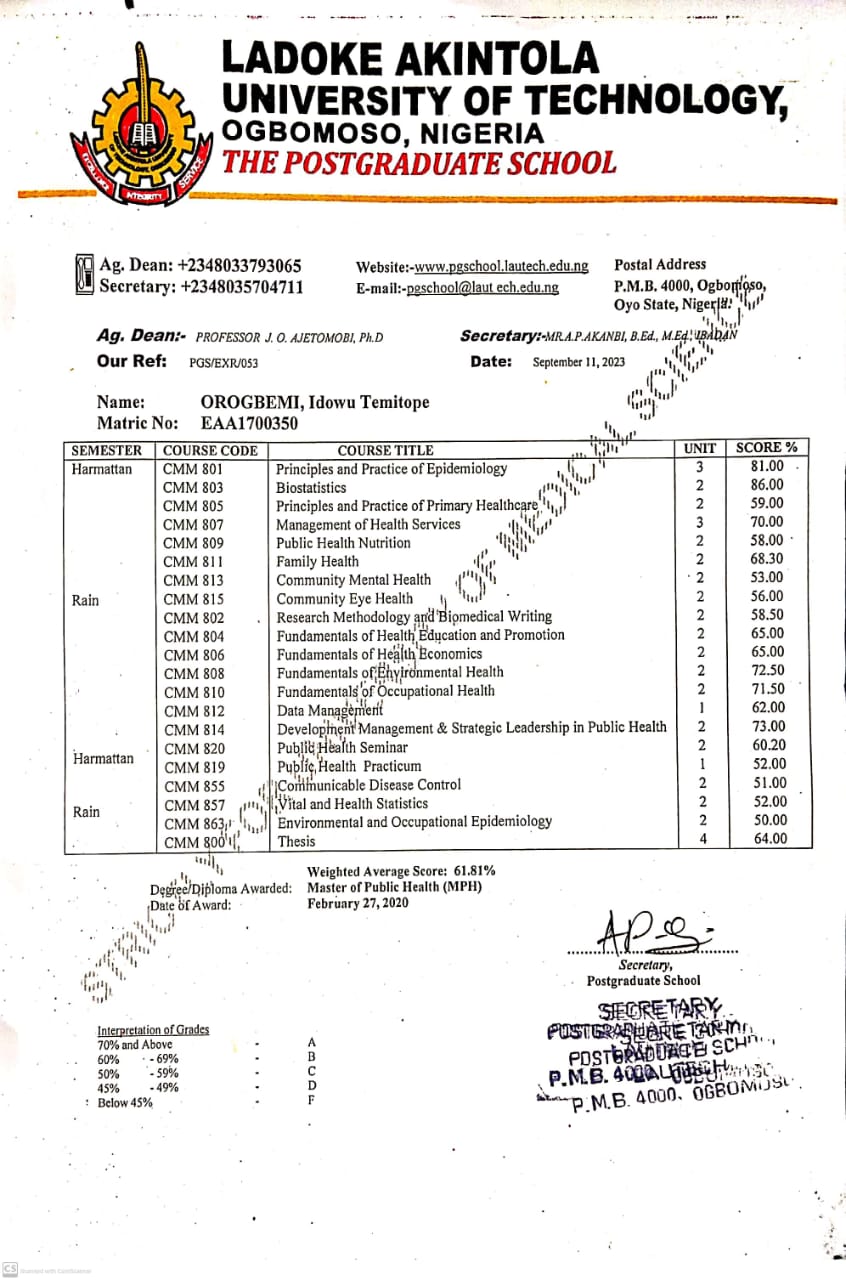 LADOKE AKINTOLA
UNIVERSITY OF TECHNOLOGY,
OGBOMOSO, NIGERIA
THE POSTGRADUATE SCHOOL
EXCELLENCE INTEGRITY SERVICE
Ag. Dean: +2348033793065 Website:-www.pgschool.lautech.edu.ng Postal Address
Secretary: +2348035704711 E-mail:-pgschool@laut ech.edu.ng P.M.B. 4000, Ogbomoso,
Oyo State, Nigeria.
Ag. Dean:- PROFESSOR J. O. AJETOMOBI, Ph.D Secretary:-MR.A.P.AKANBI, B.Ed., M.Ed. IBADAN
Our Ref: PGS/EXR/053 Date: September 11, 2023
Name: OROGBEMI, Idowu Temitope
Matric No: EAA1700350
SEMESTER COURSE CODE COURSE TITLE UNIT SCORE %
Harmattan CMM 801 Principles and Practice of Epidemiology 3 81.00
CMM 803 Biostatistics 2 86.00
CMM 805 Principles and Practice of Primary Healthcare 2 59.00
CMM 807 Management of Health Services 3 70.00
CMM 809 Public Health Nutrition 2 58.00
CMM 811 Family Health 2 68.30
CMM 813 Community Mental Health 2 53.00
Rain CMM 815 Community Eye Health 2 56.00
CMM 802 Research Methodology and Biomedical Writing 2 58.50
CMM 804 Fundamentals of Health Education and Promotion 2 65.00
CMM 806 Fundamentals of Health Economics 2 65.00
CMM 808 Fundamentals of Environmental Health 2 72.50
CMM 810 Fundamentals of Occupational Health 2 71.50
CMM 812 Data Management 1 62.00
CMM 814 Development Management & Strategic Leadership in Public Health 2 73.00
CMM 820 Public Health Seminar 2 60.20
Harmattan CMM 819 Public Health Practicum 1 52.00
CMM 855 Communicable Disease Control 2 51.00
Rain CMM 857 Vital and Health Statistics 2 52.00
CMM 863 Environmental and Occupational Epidemiology 2 50.00
CMM 800 Thesis 4 64.00
Weighted Average Score: 61.81%
Degree/Diploma Awarded: Master of Public Health (MPH)
Date of Award: February 27, 2020
OF MEDICAL
Secretary,
Postgraduate School
SECRETARY
POSTGRADUATE
P.M.B. 4000
P.M.B. 4000, OGBOMOSO
Interpretation of Grades
70% and Above - A
60% - 69% - B
50% - 59% - C
45% - 49% - D
Below 45% - F
CS Scanned with CamScanner